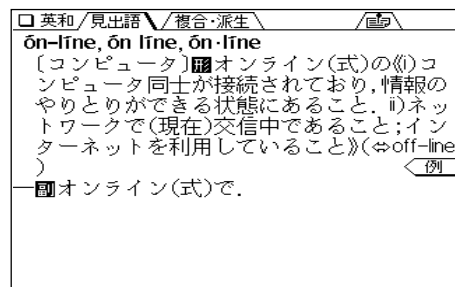 英和 見出語 複合・派生
ón-líne, ón líne, ón·líne
〔コンピュータ〕形オンライン(式)の《(i)コ
ンピュータ同士が接続されており,情報の
やりとりができる状態にあること. ii)ネッ
トワークで(現在)交信中であること;イン
ターネットを利用していること》(⇔off-line
) 例
—副オンライン(式)で.